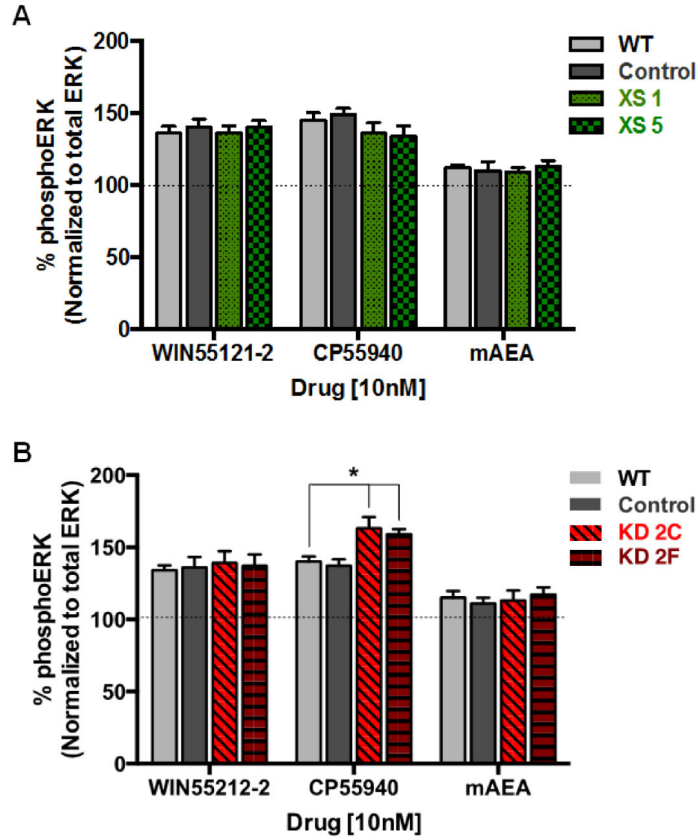 A
% phosphoERK
(Normalized to total ERK)
200
150
100
50
0
WT
Control
XS 1
XS 5
WIN55121-2 CP55940 mAEA
Drug [10nM]
B
% phosphoERK
(Normalized to total ERK)
200
150
100
50
0
*
WT
Control
KD 2C
KD 2F
WIN55212-2 CP55940 mAEA
Drug [10nM]